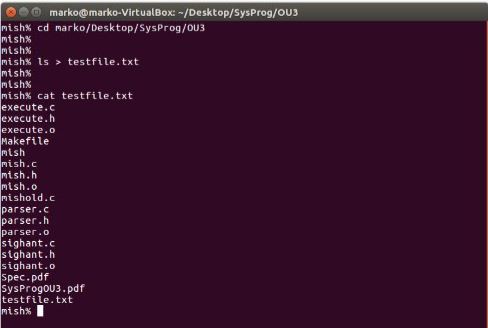 marko@marko-VirtualBox: ~/Desktop/SysProg/OU3
mish% cd marko/Desktop/SysProg/OU3
mish%
mish%
mish% ls > testfile.txt
mish%
mish%
mish% cat testfile.txt
execute.c
execute.h
execute.o
Makefile
mish
mish.c
mish.h
mish.o
mishold.c
parser.c
parser.h
parser.o
sighant.c
sighant.h
sighant.o
Spec.pdf
SysProgOU3.pdf
testfile.txt
mish%